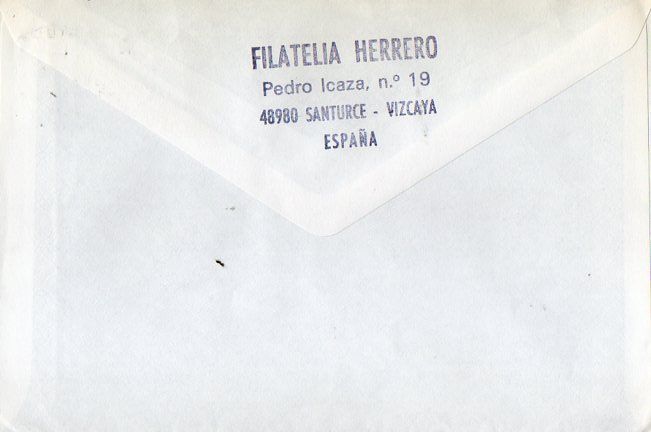 FILATELIA HERRERO
Pedro Icaza, n.º 19
48980 SANTURCE - VIZCAYA
ESPAÑA